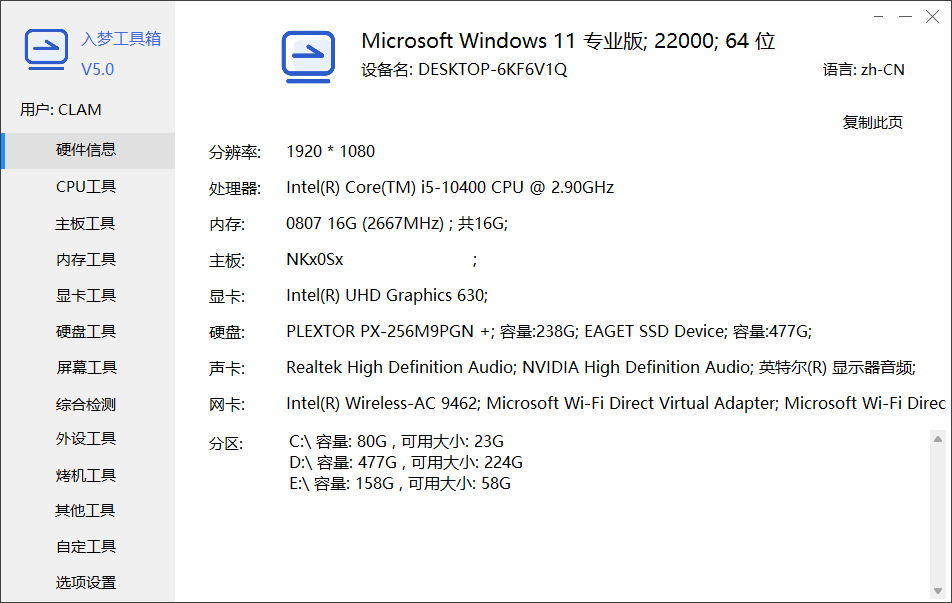 入梦工具箱
V5.0
用户: CLAM
硬件信息
CPU工具
主板工具
内存工具
显卡工具
硬盘工具
屏幕工具
综合检测
外设工具
烤机工具
其他工具
自定工具
选项设置
Microsoft Windows 11 专业版; 22000; 64 位
设备名: DESKTOP-6KF6V1Q
语言: zh-CN
复制此页
分辨率: 1920 * 1080
处理器: Intel(R) Core(TM) i5-10400 CPU @ 2.90GHz
内存: 0807 16G (2667MHz) ; 共16G;
主板: NKx0Sx ;
显卡: Intel(R) UHD Graphics 630;
硬盘: PLEXTOR PX-256M9PGN +; 容量:238G; EAGET SSD Device; 容量:477G;
声卡: Realtek High Definition Audio; NVIDIA High Definition Audio; 英特尔(R) 显示器音频;
网卡: Intel(R) Wireless-AC 9462; Microsoft Wi-Fi Direct Virtual Adapter; Microsoft Wi-Fi Direc
分区: C:\ 容量: 80G , 可用大小: 23G
D:\ 容量: 477G , 可用大小: 224G
E:\ 容量: 158G , 可用大小: 58G